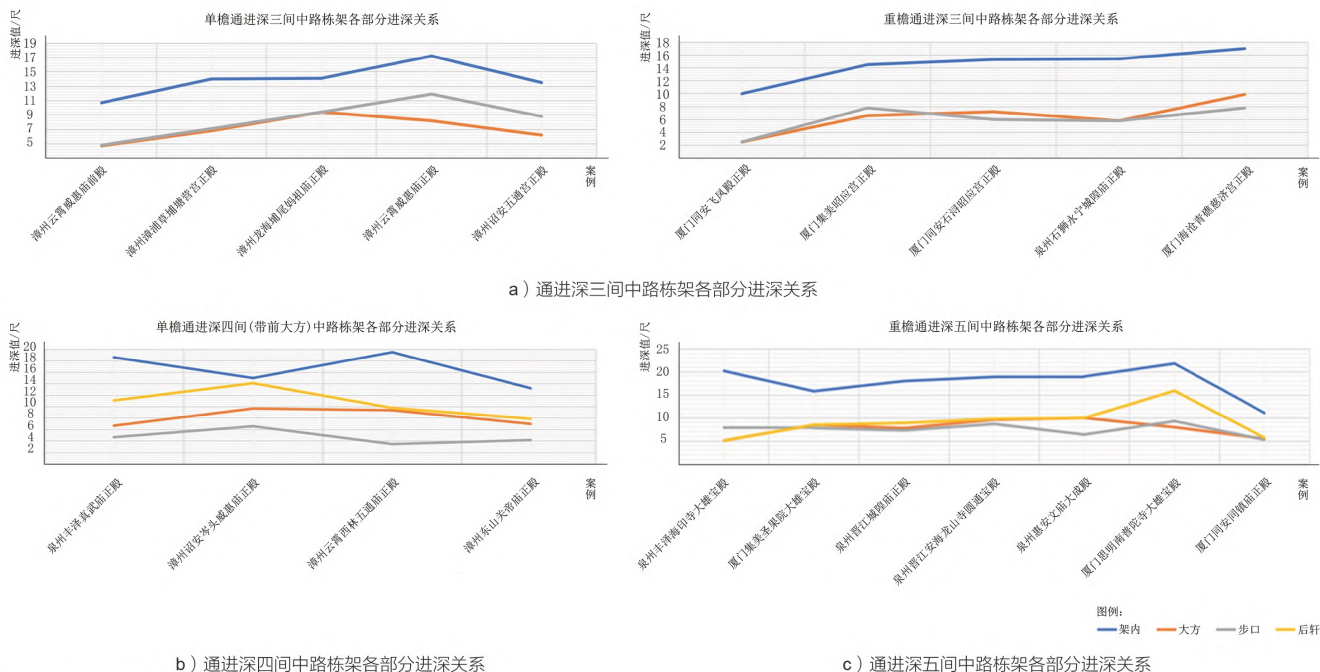 单檐通进深三间中路栋架各部分进深关系
进深值/尺
19
17
15
13
11
9
7
5
案例
漳州云霄威惠庙前殿
漳州漳浦草埔塘营宫正殿
漳州龙海埔尾妈祖庙正殿
漳州云霄威惠庙正殿
漳州诏安五通宫正殿
重檐通进深三间中路栋架各部分进深关系
进深值/尺
18
16
14
12
10
8
6
4
2
案例
厦门同安飞凤殿正殿
厦门集美昭应宫正殿
厦门同安石浔昭应宫正殿
泉州石狮永宁城隍庙正殿
厦门海沧青礁慈济宫正殿
a）通进深三间中路栋架各部分进深关系
单檐通进深四间(带前大方)中路栋架各部分进深关系
进深值/尺
20
18
16
14
12
10
8
6
4
2
案例
泉州丰泽真武庙正殿
漳州诏安岑头威惠庙正殿
漳州云霄西林五通庙正殿
漳州东山关帝庙正殿
重檐通进深五间中路栋架各部分进深关系
进深值/尺
25
20
15
10
5
案例
泉州丰泽海印寺大雄宝殿
厦门集美圣果院大雄宝殿
泉州晋江城隍庙正殿
泉州晋江安海龙山寺圆通宝殿
泉州惠安文庙大成殿
厦门思明南普陀寺大雄宝殿
厦门同安同镇庙正殿
图例：
架内 大方 步口 后轩
b）通进深四间中路栋架各部分进深关系
c）通进深五间中路栋架各部分进深关系